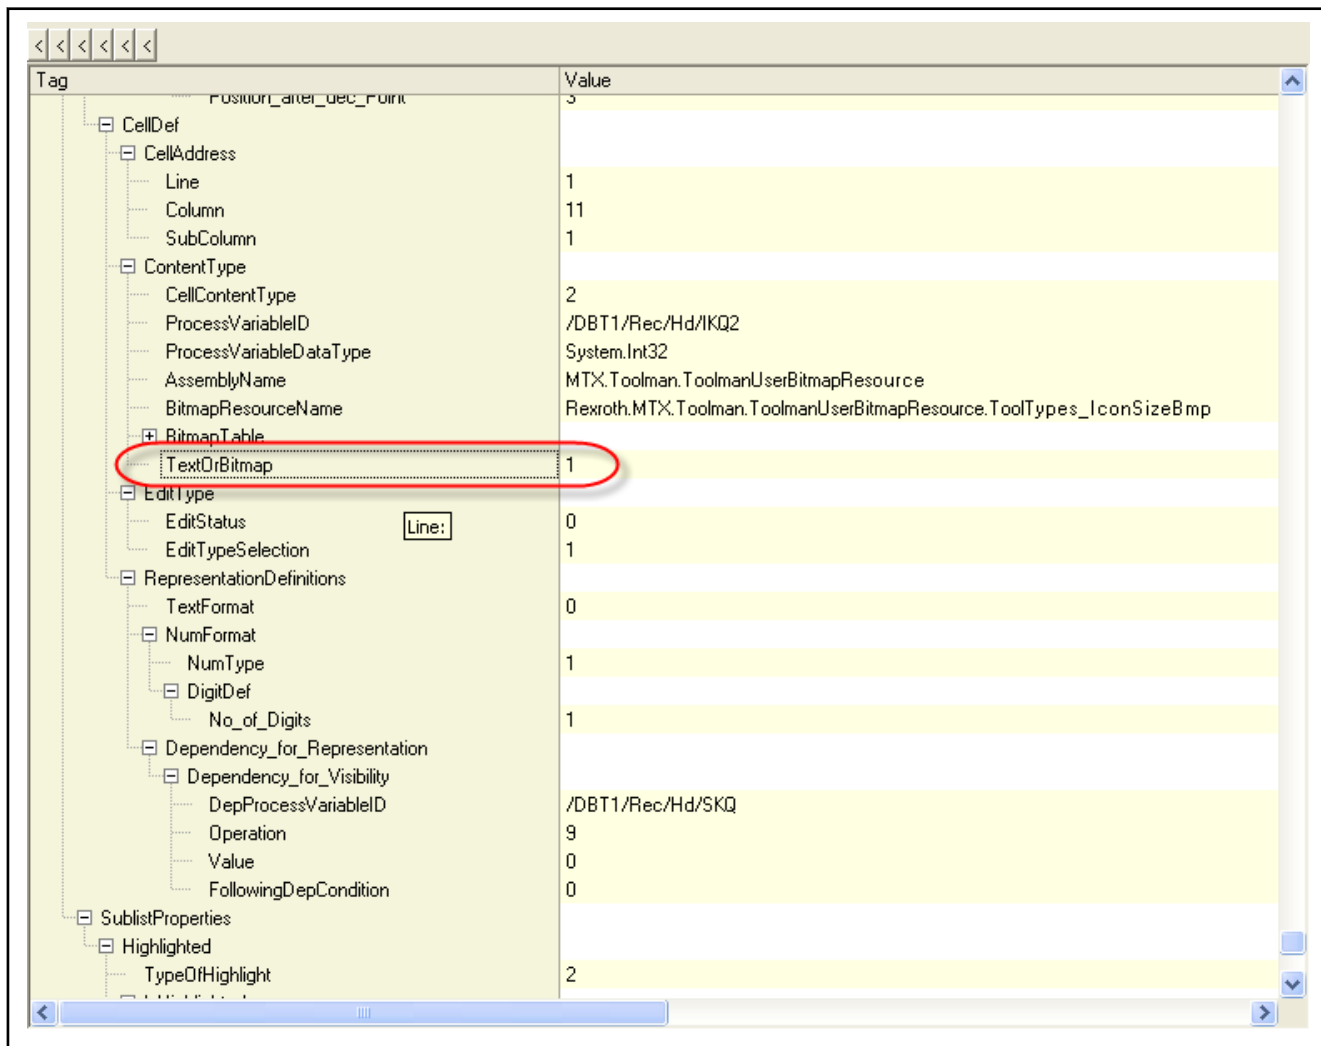 < < < < < <
Tag Value
Position_after_dec_Point 3
CellDef
CellAddress
Line 1
Column 11
SubColumn 1
ContentType
CellContentType 2
ProcessVariableID /DBT1/Rec/Hd/IKQ2
ProcessVariableDataType System.Int32
AssemblyName MTX.Toolman.ToolmanUserBitmapResource
BitmapResourceName Rexroth.MTX.Toolman.ToolmanUserBitmapResource.ToolTypes_IconSizeBmp
BitmapTable
TextOrBitmap 1
EditType
EditStatus 0
Line:
EditTypeSelection 1
RepresentationDefinitions
TextFormat 0
NumFormat
NumType 1
DigitDef
No_of_Digits 1
Dependency_for_Representation
Dependency_for_Visibility
DepProcessVariableID /DBT1/Rec/Hd/SKQ
Operation 9
Value 0
FollowingDepCondition 0
SublistProperties
Highlighted
TypeOfHighlight 2